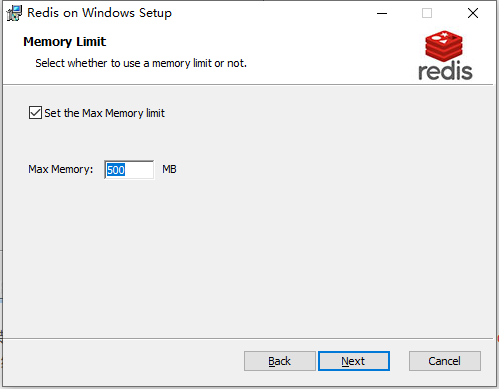 Redis on Windows Setup
Memory Limit
Select whether to use a memory limit or not.
redis
Set the Max Memory limit
Max Memory: 500 MB
Back Next Cancel